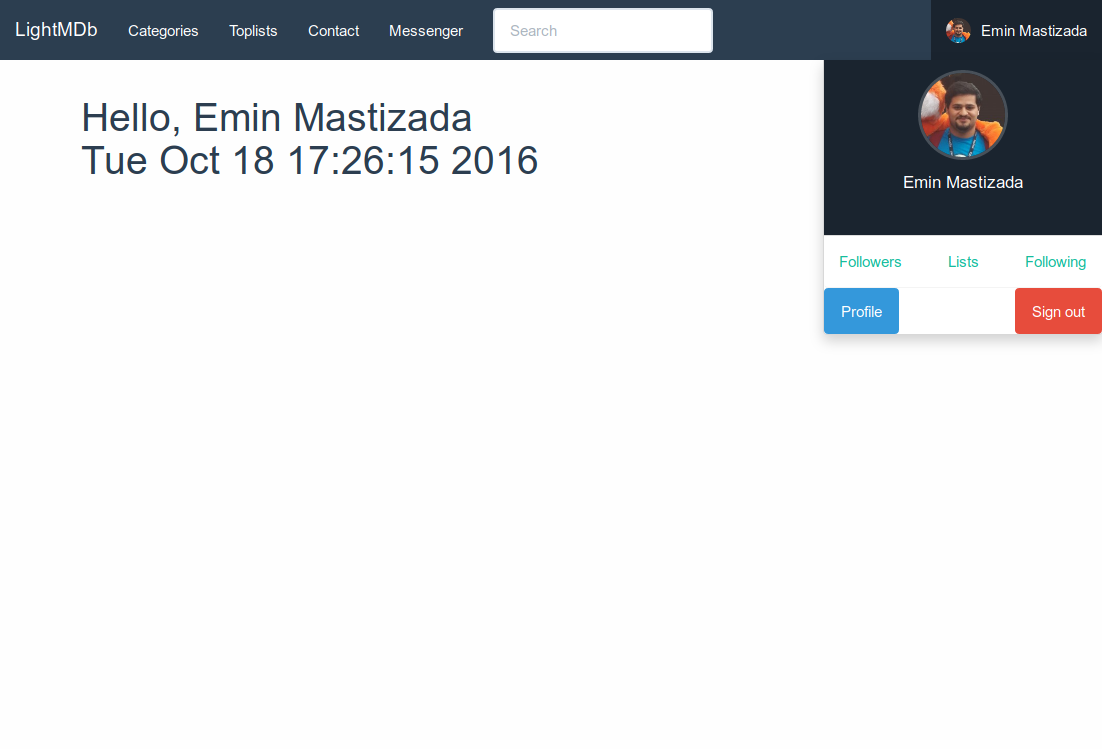 LightMDb Categories Toplists Contact Messenger Search Emin Mastizada
Hello, Emin Mastizada
Tue Oct 18 17:26:15 2016
Emin Mastizada
Followers Lists Following
Profile Sign out